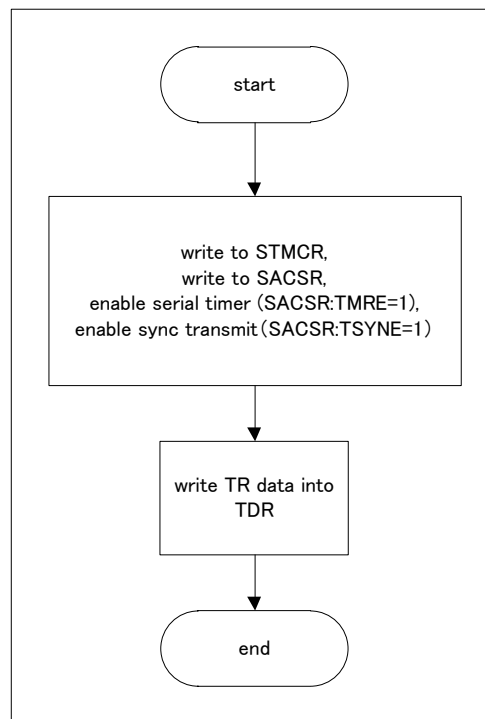 start
write to STMCR,
write to SACSR,
enable serial timer (SACSR:TMRE=1),
enable sync transmit(SACSR:TSYNE=1)
write TR data into
TDR
end